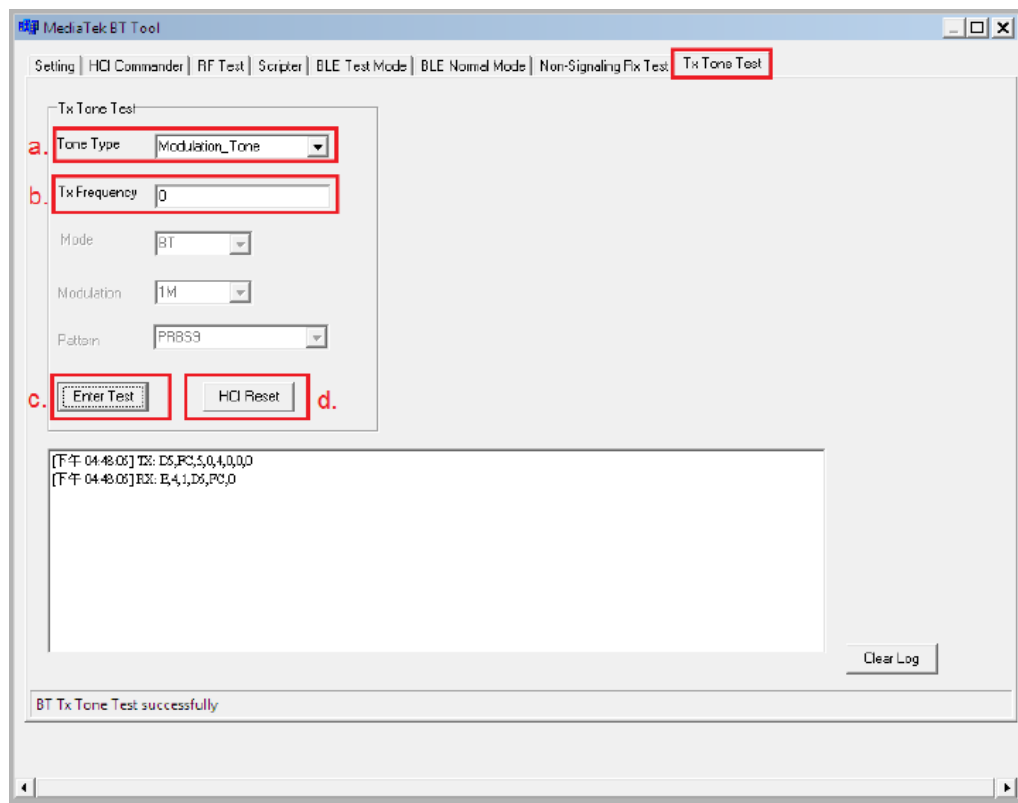 MediaTek BT Tool
Setting HCI Commander RF Test Scripter BLE Test Mode BLE Normal Mode Non-Signaling Rx Test Tx Tone Test
Tx Tone Test
a. Tone Type Modulation_Tone
b. Tx Frequency 0
Mode BT
Modulation 1M
Pattern PRBS9
c. Enter Test HCI Reset d.
[下午 04:48:06] TX: D5,FC,5,0,4,0,0,0
[下午 04:48:06] RX: E,4,1,D5,FC,0
Clear Log
BT Tx Tone Test successfully